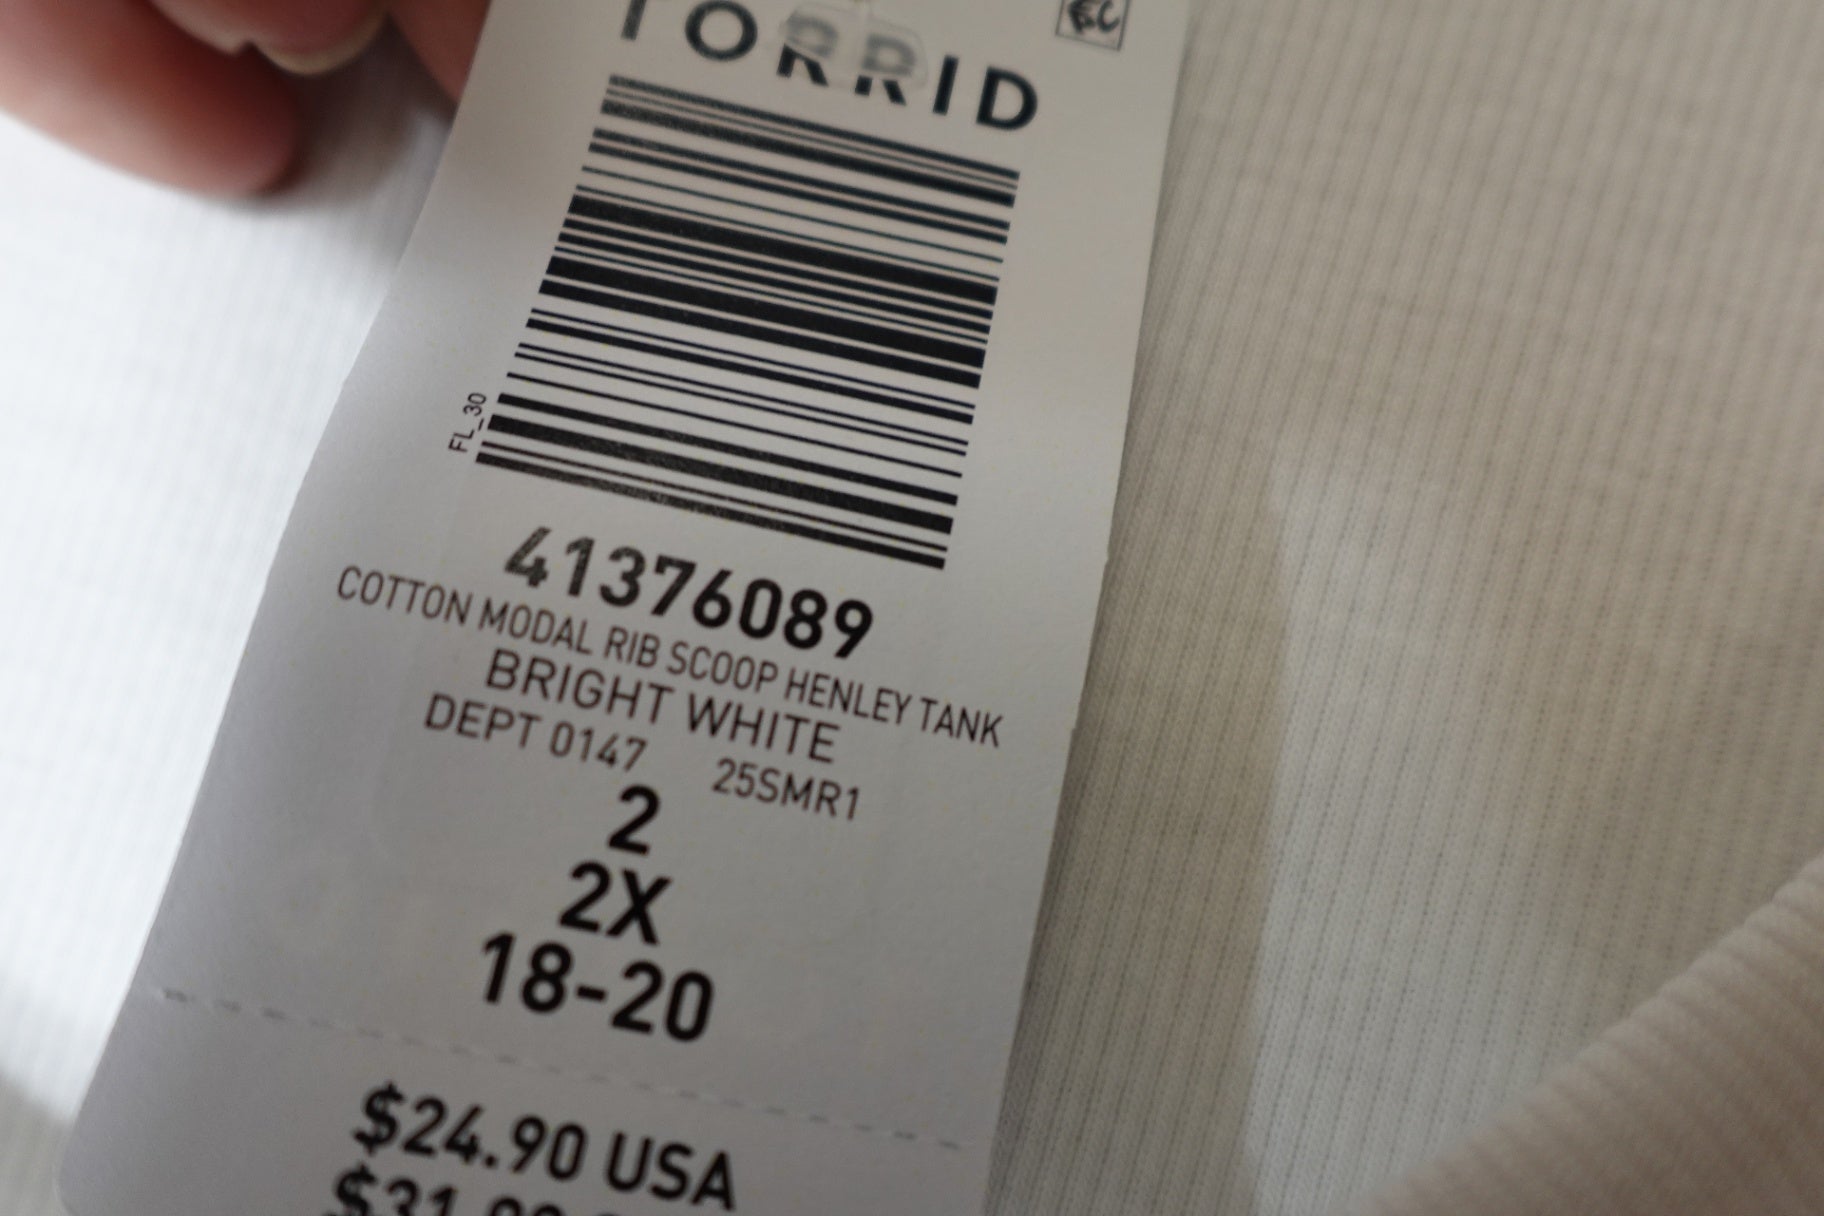 TORRID
FL_30
41376089
COTTON MODAL RIB SCOOP HENLEY TANK
BRIGHT WHITE
DEPT 0147 25SMR1
2
2X
18-20
$24.90 USA